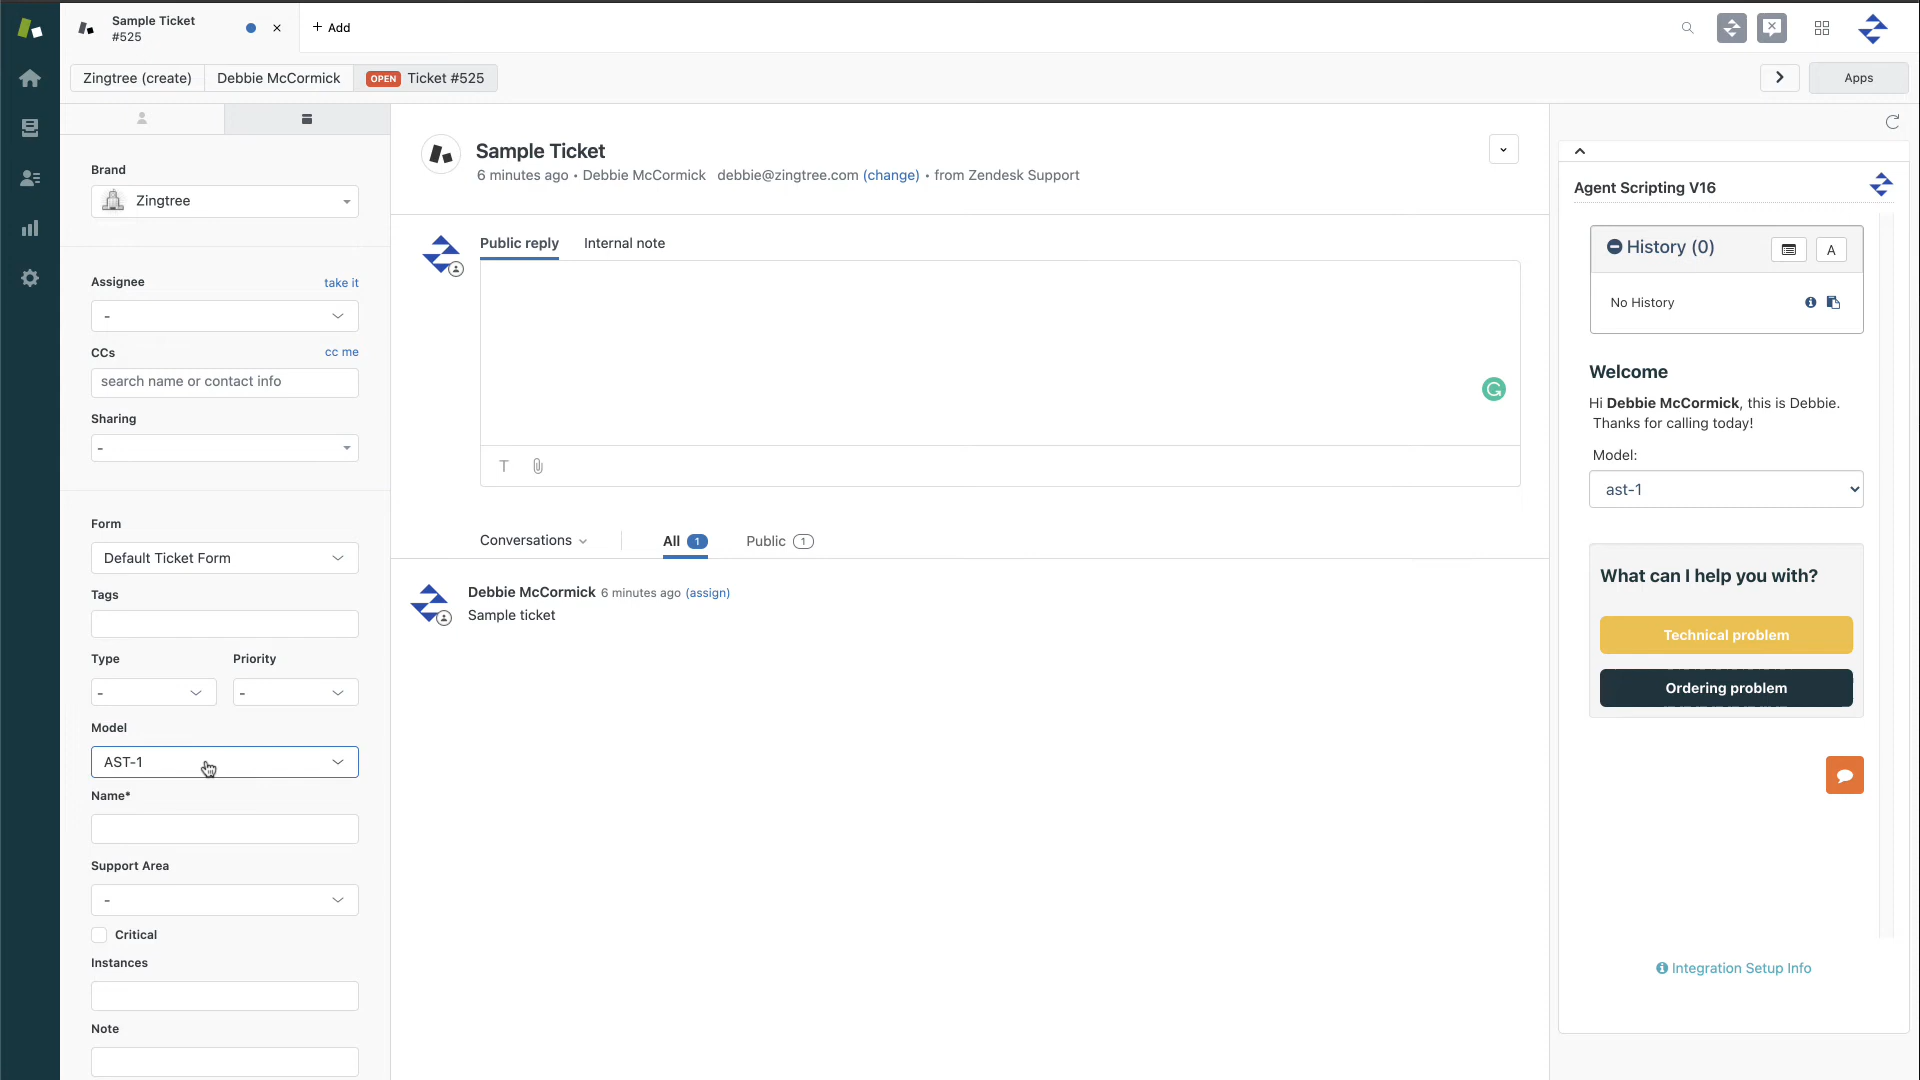 Sample Ticket
#525
+ Add
Zingtree (create)
Debbie McCormick
OPEN Ticket #525
Apps
Brand
Zingtree
Assignee
take it
-
CCs
cc me
search name or contact info
Sharing
-
Form
Default Ticket Form
Tags
Type
Priority
-
-
Model
AST-1
Name*
Support Area
-
Critical
Instances
Note
Sample Ticket
6 minutes ago • Debbie McCormick debbie@zingtree.com (change) • from Zendesk Support
Public reply
Internal note
T
Conversations
All 1
Public 1
Debbie McCormick 6 minutes ago (assign)
Sample ticket
Agent Scripting V16
History (0)
A
No History
Welcome
Hi Debbie McCormick, this is Debbie.
Thanks for calling today!
Model:
ast-1
What can I help you with?
Technical problem
Ordering problem
Integration Setup Info